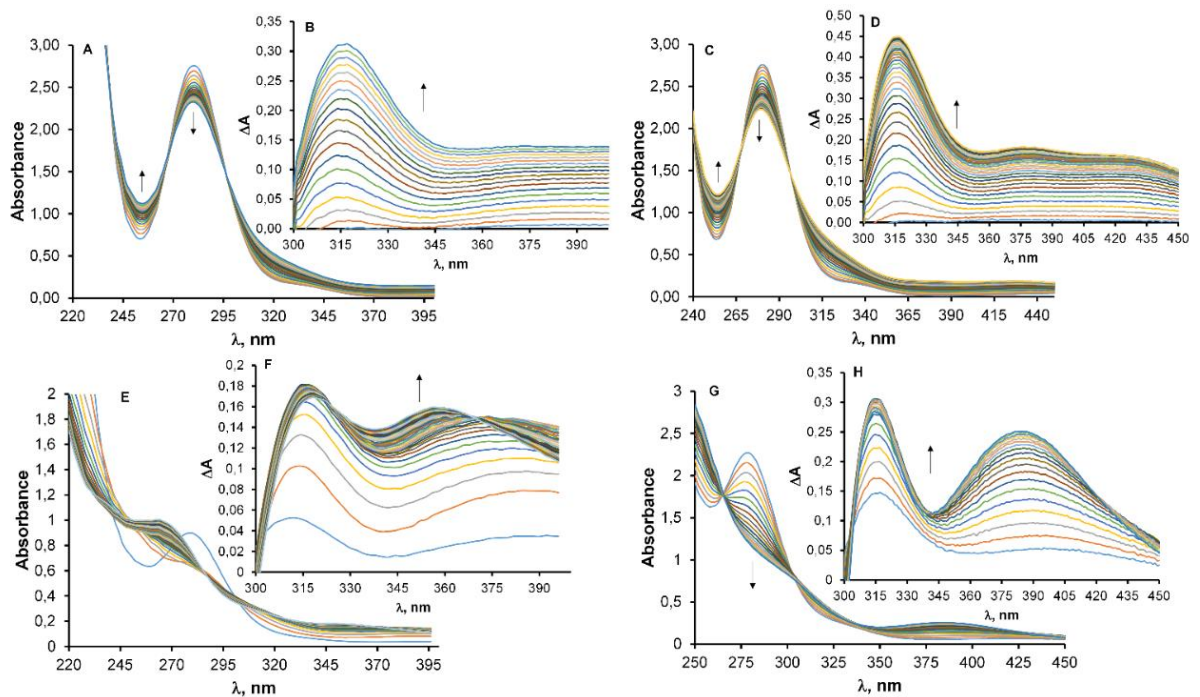 A
Absorbance
3,00
2,50
2,00
1,50
1,00
0,50
0,00
220 245 270 295 320 345 370 395
λ, nm
B
ΔA
0,35
0,30
0,25
0,20
0,15
0,10
0,05
0,00
300 315 330 345 360 375 390
λ, nm
C
Absorbance
3,00
2,50
2,00
1,50
1,00
0,50
0,00
240 265 290 315 340 365 390 415 440
λ, nm
D
ΔA
0,50
0,45
0,40
0,35
0,30
0,25
0,20
0,15
0,10
0,05
0,00
300 315 330 345 360 375 390 405 420 435 450
λ, nm
E
Absorbance
2
1,8
1,6
1,4
1,2
1
0,8
0,6
0,4
0,2
0
220 245 270 295 320 345 370 395
λ, nm
F
ΔA
0,2
0,18
0,16
0,14
0,12
0,1
0,08
0,06
0,04
0,02
0
300 315 330 345 360 375 390
λ, nm
G
Absorbance
3
2,5
2
1,5
1
0,5
0
250 275 300 325 350 375 400 425 450
λ, nm
H
ΔA
0,35
0,3
0,25
0,2
0,15
0,1
0,05
0
300 315 330 345 360 375 390 405 420 435 450
λ, nm